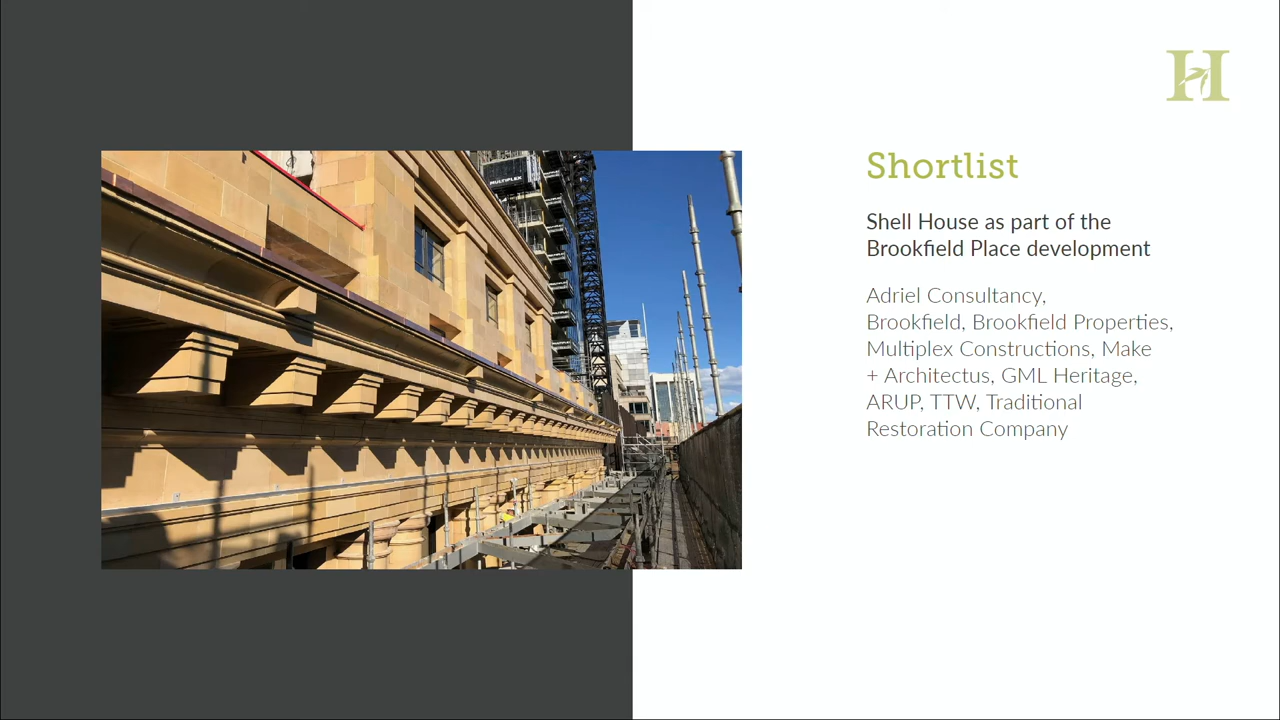 H
Shortlist
Shell House as part of the
Brookfield Place development
Adriel Consultancy,
Brookfield, Brookfield Properties,
Multiplex Constructions, Make
+ Architectus, GML Heritage,
ARUP, TTW, Traditional
Restoration Company
MULTIPLEX